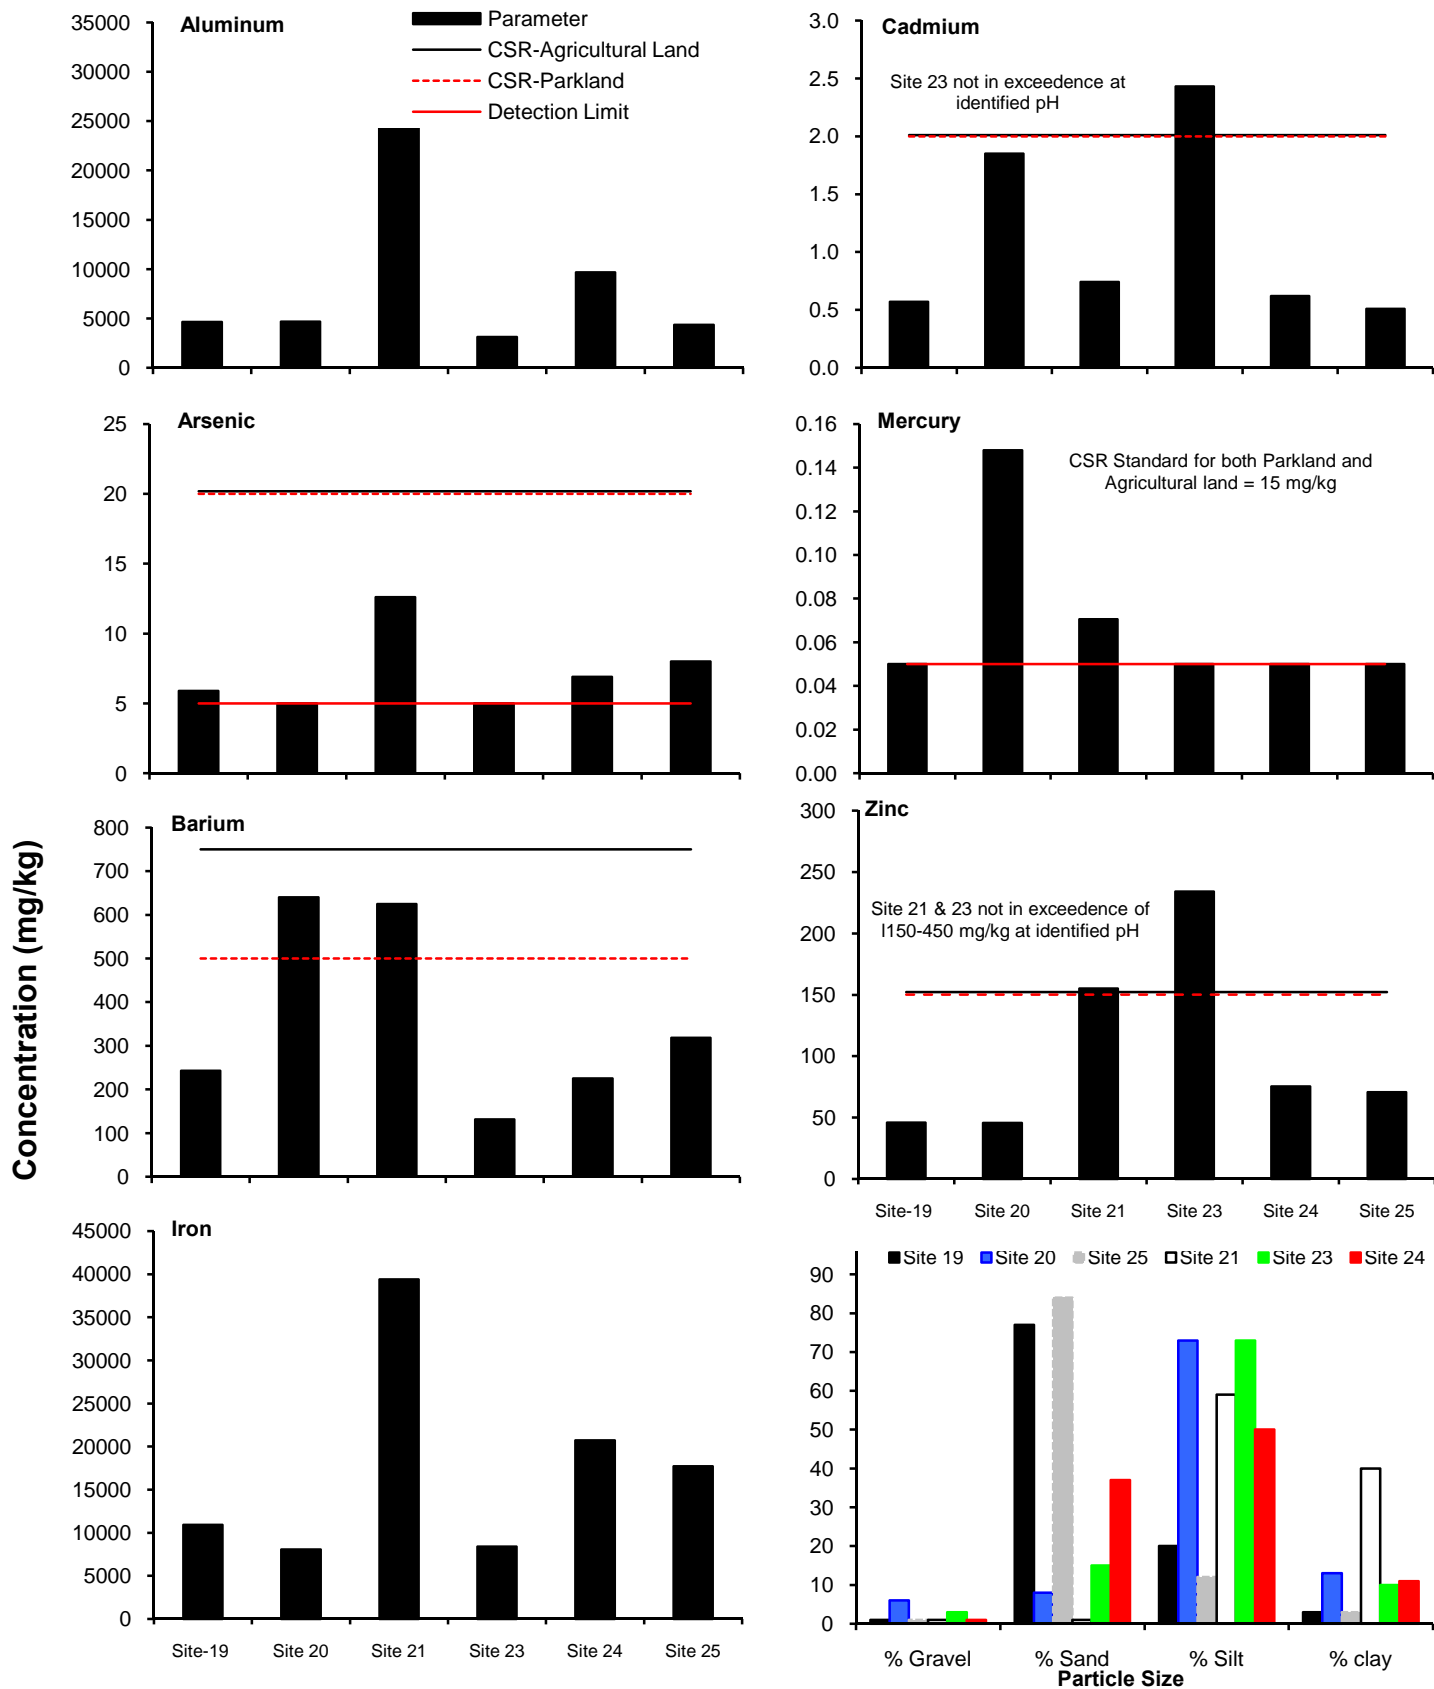 Concentration (mg/kg)
Aluminum
Parameter
CSR-Agricultural Land
CSR-Parkland
Detection Limit
35000
30000
25000
20000
15000
10000
5000
0
Cadmium
Site 23 not in exceedence at
identified pH
3.0
2.5
2.0
1.5
1.0
0.5
0.0
Arsenic
25
20
15
10
5
0
Mercury
CSR Standard for both Parkland and
Agricultural land = 15 mg/kg
0.16
0.14
0.12
0.10
0.08
0.06
0.04
0.02
0.00
Barium
800
700
600
500
400
300
200
100
0
Zinc
Site 21 & 23 not in exceedence of
l150-450 mg/kg at identified pH
300
250
200
150
100
50
0
Site-19 Site 20 Site 21 Site 23 Site 24 Site 25
Iron
45000
40000
35000
30000
25000
20000
15000
10000
5000
0
Site-19 Site 20 Site 21 Site 23 Site 24 Site 25
Site 19 Site 20 Site 25 Site 21 Site 23 Site 24
90
80
70
60
50
40
30
20
10
0
% Gravel % Sand % Silt % clay
Particle Size